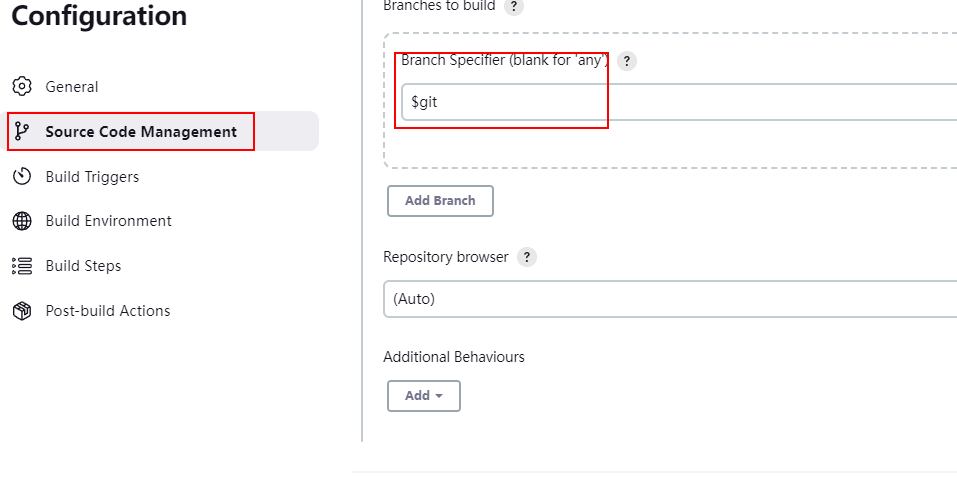 Configuration
General
Source Code Management
Build Triggers
Build Environment
Build Steps
Post-build Actions
Branches to build ?
Branch Specifier (blank for 'any') ?
$git
Add Branch
Repository browser ?
(Auto)
Additional Behaviours
Add